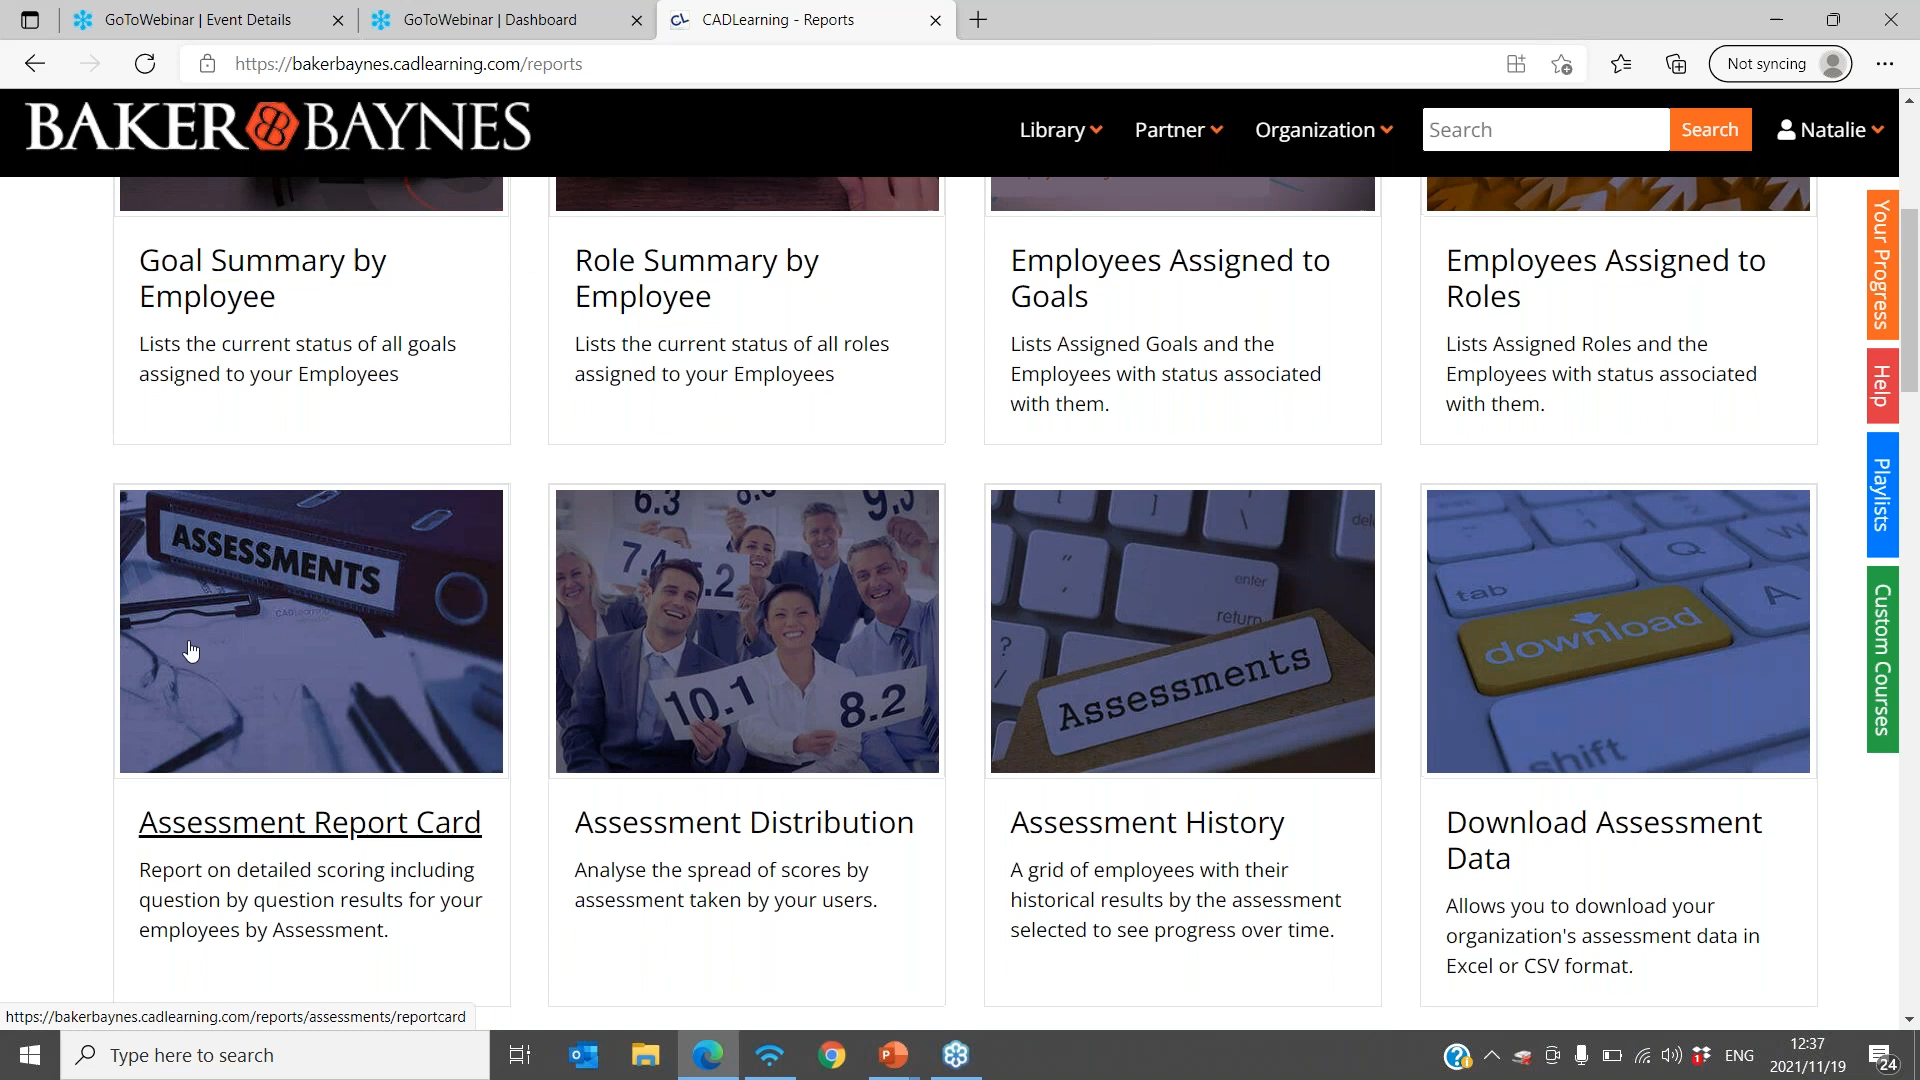 GoToWebinar | Event Details
GoToWebinar | Dashboard
CL
CADLearning - Reports
https://bakerbaynes.cadlearning.com/reports
Not syncing
BAKER BAYNES
Library
Partner
Organization
Search
Search
Natalie
Your Progress
Help
Playlists
Custom Courses
Goal Summary by
Employee
Lists the current status of all goals
assigned to your Employees
Role Summary by
Employee
Lists the current status of all roles
assigned to your Employees
Employees Assigned to
Goals
Lists Assigned Goals and the
Employees with status associated
with them.
Employees Assigned to
Roles
Lists Assigned Roles and the
Employees with status associated
with them.
ASSESSMENTS
CADLearning
Assessment Report Card
Report on detailed scoring including
question by question results for your
employees by Assessment.
6.3
9.5
7.4
.2
10.1
8.2
Assessment Distribution
Analyse the spread of scores by
assessment taken by your users.
\
del
"
enter
return
?
/
Assessments
Assessment History
A grid of employees with their
historical results by the assessment
selected to see progress over time.
Q
W
tab
A
download
shift
Download Assessment
Data
Allows you to download your
organization's assessment data in
Excel or CSV format.
https://bakerbaynes.cadlearning.com/reports/assessments/reportcard
Type here to search
P
1
ENG
12:37
2021/11/19
24